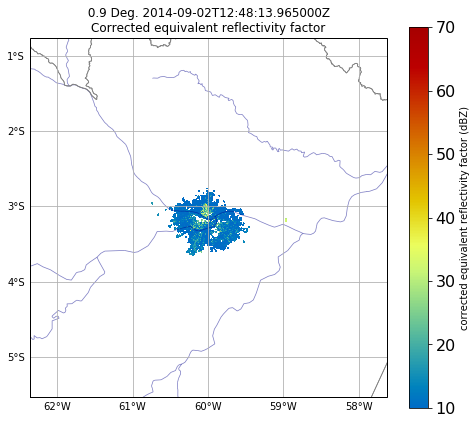 0.9 Deg. 2014-09-02T12:48:13.965000Z
Corrected equivalent reflectivity factor
1°S
2°S
3°S
4°S
5°S
62°W 61°W 60°W 59°W 58°W
70
60
50
40
30
20
10
corrected equivalent reflectivity factor (dBZ)